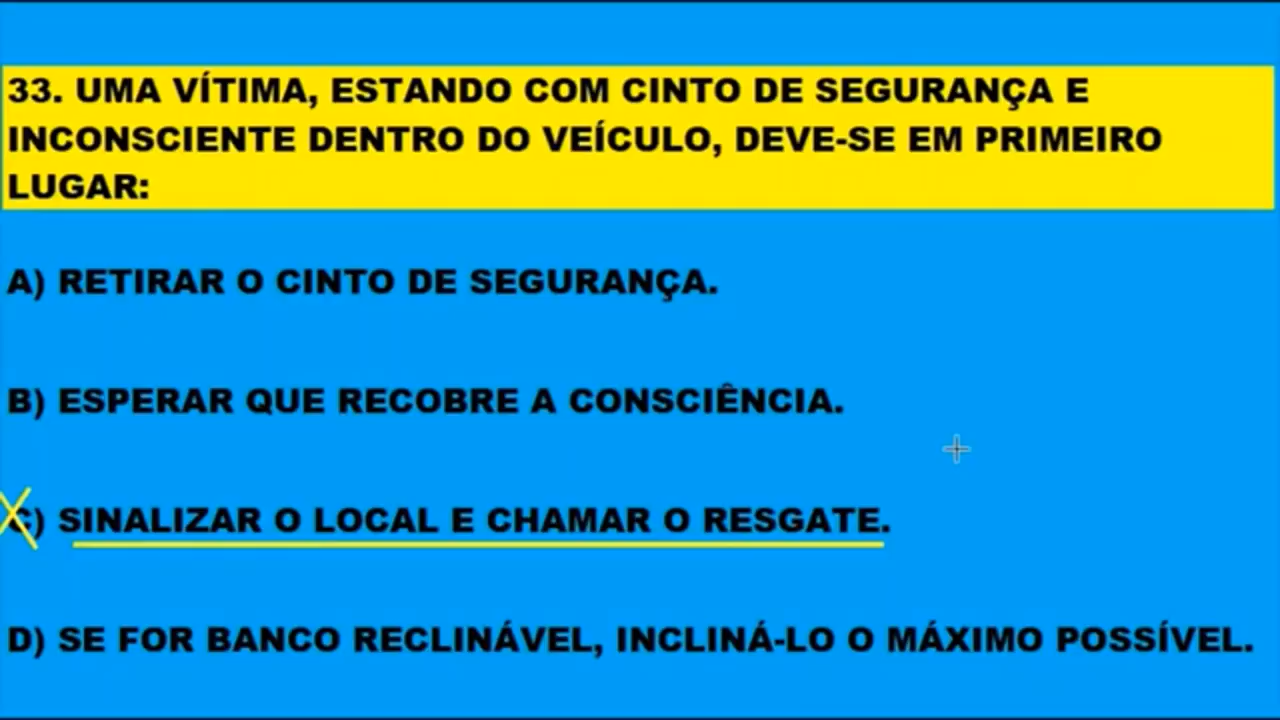 33. UMA VÍTIMA, ESTANDO COM CINTO DE SEGURANÇA E
INCONSCIENTE DENTRO DO VEÍCULO, DEVE-SE EM PRIMEIRO
LUGAR:
A) RETIRAR O CINTO DE SEGURANÇA.
B) ESPERAR QUE RECOBRE A CONSCIÊNCIA.
C) SINALIZAR O LOCAL E CHAMAR O RESGATE.
D) SE FOR BANCO RECLINÁVEL, INCLINÁ-LO O MÁXIMO POSSÍVEL.